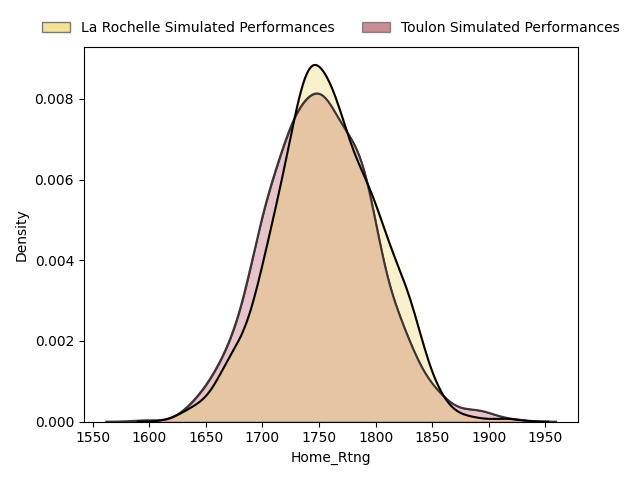 La Rochelle Simulated Performances Toulon Simulated Performances
0.008
0.006
0.004
0.002
0.000
Density
1550 1600 1650 1700 1750 1800 1850 1900 1950
Home_Rtng